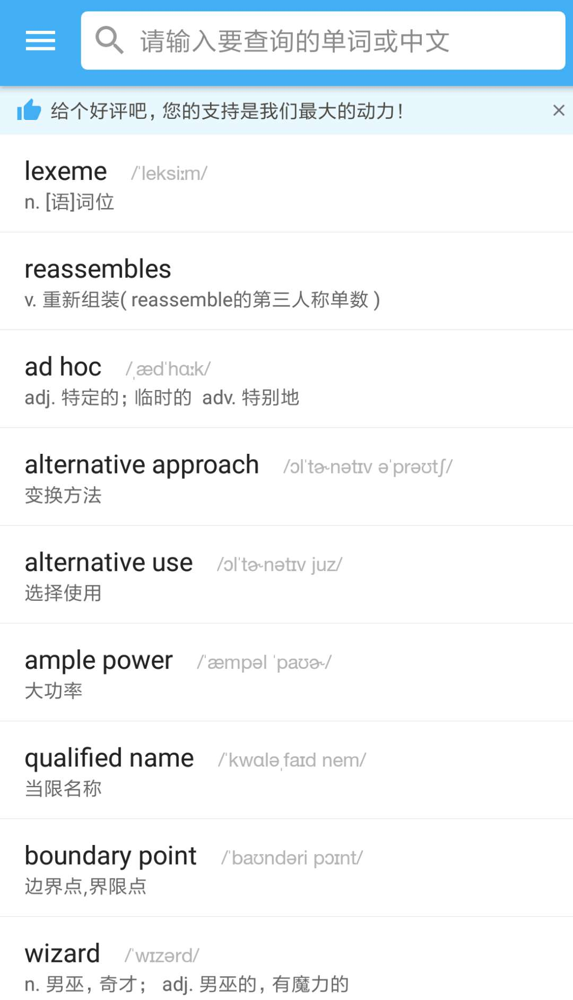 请输入要查询的单词或中文
给个好评吧，您的支持是我们最大的动力！
lexeme /ˈleksiːm/
n. [语]词位
reassembles
v. 重新组装( reassemble的第三人称单数 )
ad hoc /ˌædˈhɑːk/
adj. 特定的；临时的 adv. 特别地
alternative approach /ɔlˈtɚnətɪv əˈprəʊtʃ/
变换方法
alternative use /ɔlˈtɚnətɪv juz/
选择使用
ample power /ˈæmpəl ˈpaʊɚ/
大功率
qualified name /ˈkwɑləˌfaɪd nem/
当限名称
boundary point /ˈbaʊndəri pɔɪnt/
边界点,界限点
wizard /ˈwɪzərd/
n. 男巫，奇才； adj. 男巫的，有魔力的